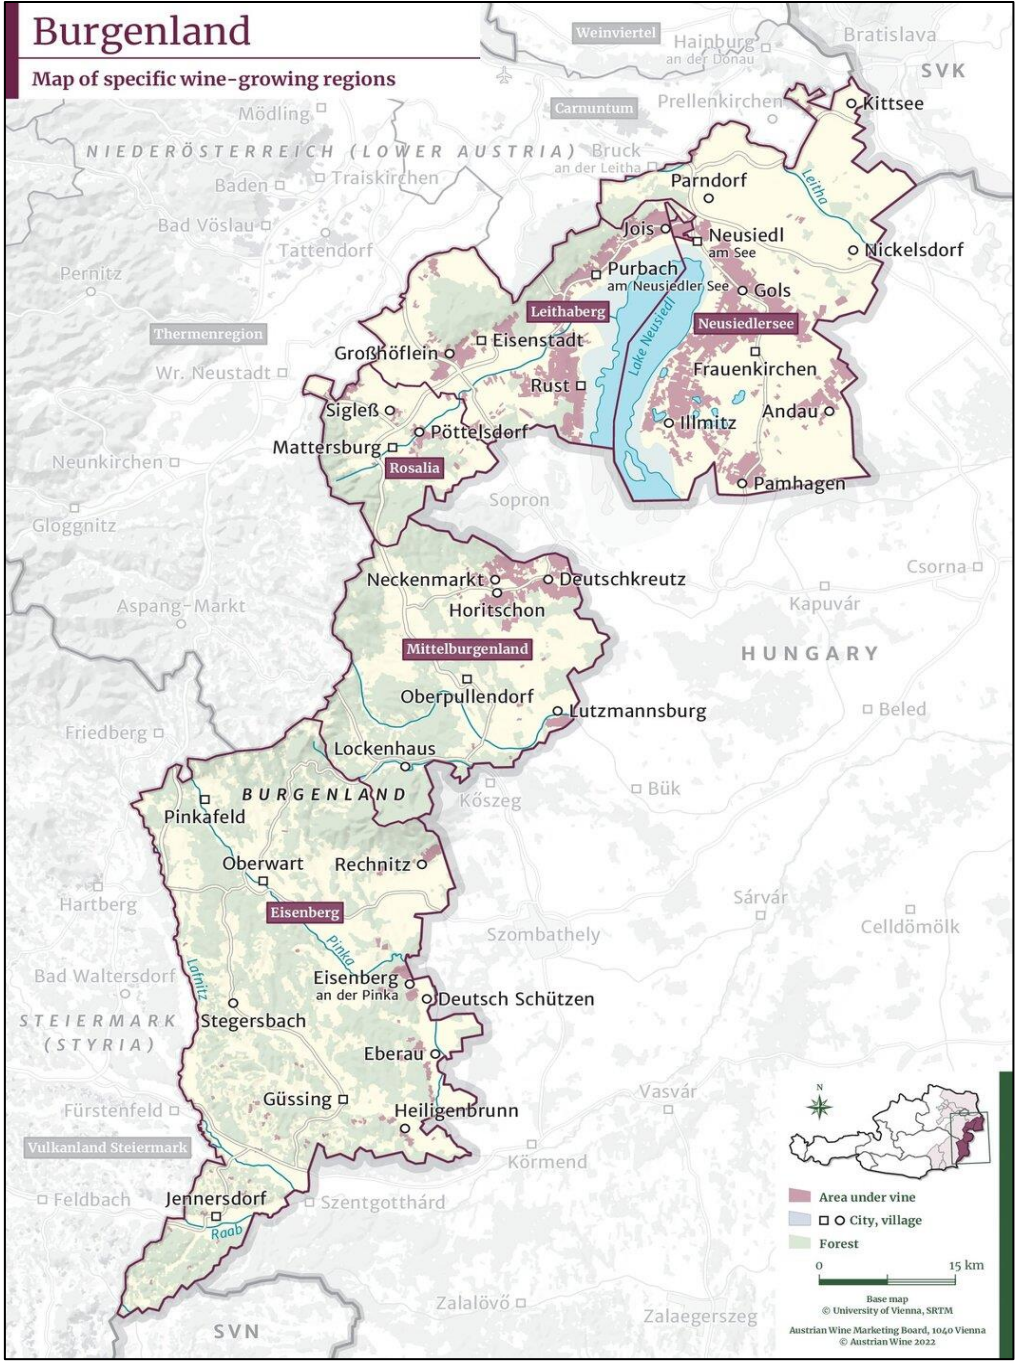 Burgenland
Map of specific wine-growing regions
Weinviertel
Hainburg
an der Donau
Bratislava
SVK
Carnuntum
Prellenkirchen
Kittsee
Mödling
NIEDERÖSTERREICH (LOWER AUSTRIA)
Bruck
an der Leitha
Baden
Traiskirchen
Parndorf
Leitha
Bad Vöslau
Tattendorf
Jois
Neusiedl
am See
Nickelsdorf
Pernitz
Purbach
am Neusiedler See
Gols
Leithaberg
Neusiedlersee
Thermenregion
Lake Neusiedl
Eisenstadt
Großhöflein
Wr. Neustadt
Rust
Frauenkirchen
Sigleß
Illmitz
Andau
Pöttelsdorf
Mattersburg
Rosalia
Neunkirchen
Pamhagen
Sopron
Gloggnitz
Csorna
Neckenmarkt
Deutschkreutz
Horitschon
Kapuvár
Aspang-Markt
Mittelburgenland
HUNGARY
Oberpullendorf
Lutzmannsburg
Beled
Friedberg
Lockenhaus
BURGENLAND
Kőszeg
Bük
Pinkafeld
Oberwart
Rechnitz
Hartberg
Sárvár
Eisenberg
Celldömölk
Szombathely
Pinka
Lafnitz
Bad Waltersdorf
Eisenberg
an der Pinka
Deutsch Schützen
STEIERMARK
(STYRIA)
Stegersbach
Eberau
Güssing
Vasvár
Fürstenfeld
Heiligenbrunn
N
Vulkanland Steiermark
Körmend
Feldbach
Jennersdorf
Szentgotthárd
Raab
Area under vine
City, village
Forest
0 15 km
Base map
© University of Vienna, SRTM
Austrian Wine Marketing Board, 1040 Vienna
© Austrian Wine 2022
Zalalövő
Zalaegerszeg
SVN